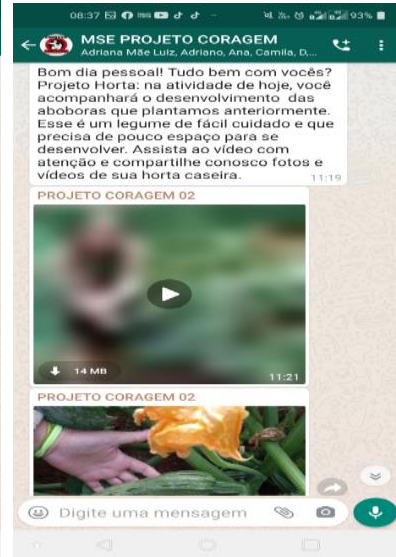 08:37
93%
MSE PROJETO CORAGEM
Adriana Mãe Luiz, Adriano, Ana, Camila, D,...
Bom dia pessoal! Tudo bem com vocês?
Projeto Horta: na atividade de hoje, você
acompanhará o desenvolvimento das
aboboras que plantamos anteriormente.
Esse é um legume de fácil cuidado e que
precisa de pouco espaço para se
desenvolver. Assista ao vídeo com
atenção e compartilhe conosco fotos e
vídeos de sua horta caseira.
11:19
PROJETO CORAGEM 02
14 MB
11:21
PROJETO CORAGEM 02
Digite uma mensagem